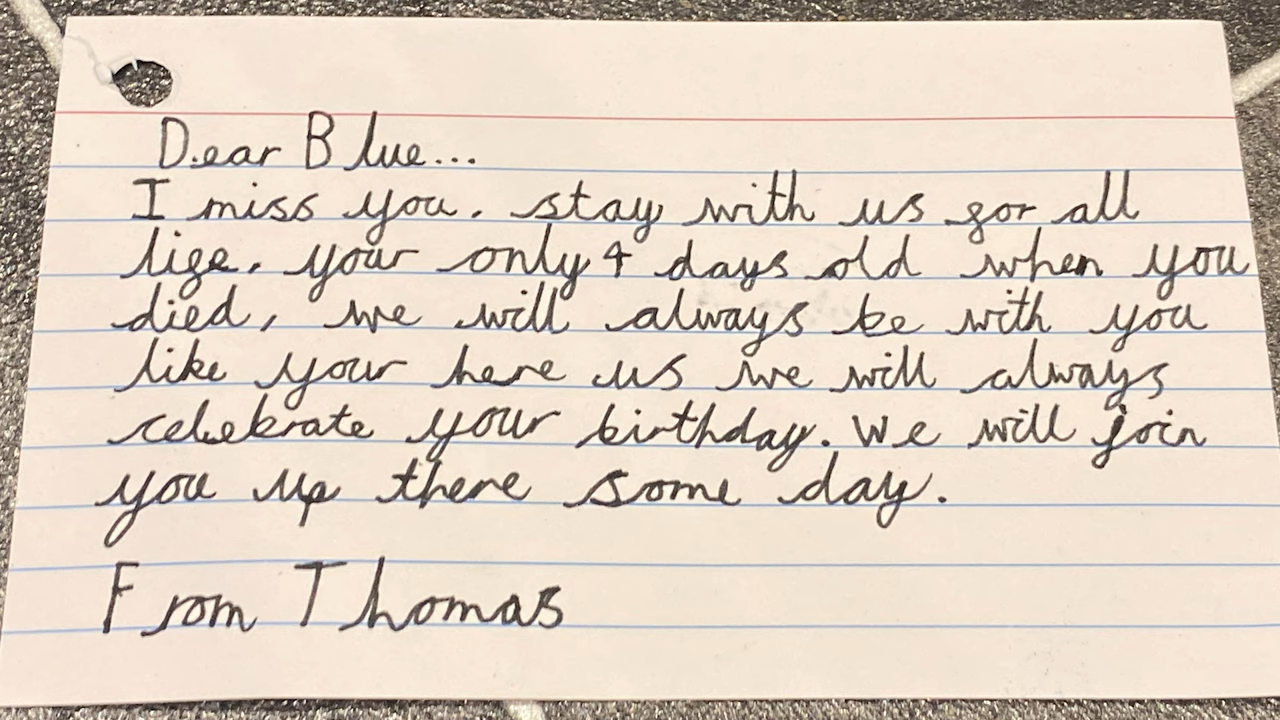 Dear Blue...
I miss you. stay with us for all
life. your only 4 days old when you
died, we will always be with you
like your here us we will always
celebrate your birthday. We will join
you up there some day.
From Thomas